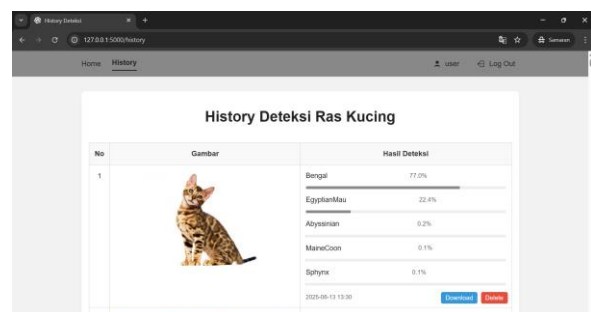 History Deteksi
127.0.0.1:5000/history
Samaran
Home History user Log Out
History Deteksi Ras Kucing
No Gambar Hasil Deteksi
1 Bengal 77.0%
EgyptianMau 22.4%
Abyssinian 0.2%
MaineCoon 0.1%
Sphynx 0.1%
2025-06-13 13:30 Download Delete